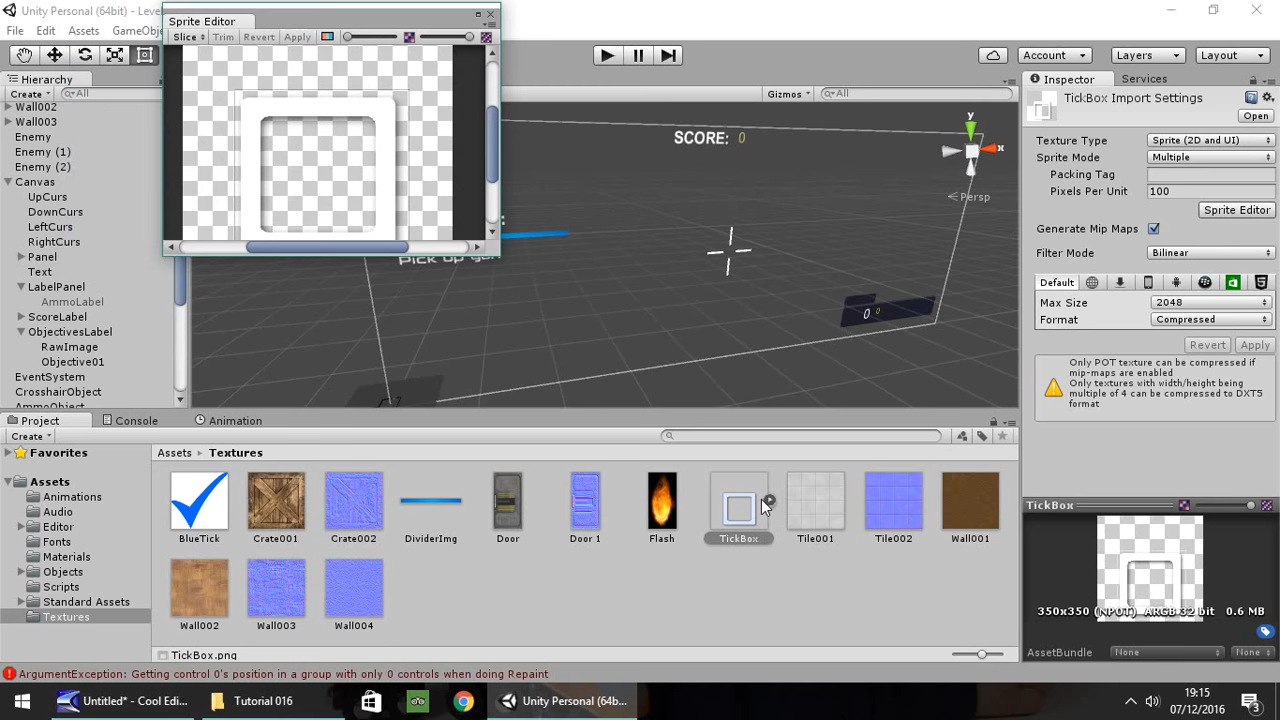 Unity Personal (64bit) - Level
File Edit Assets GameObj
Sprite Editor
Slice Trim Revert Apply
Account Layers Layout
Hierarchy
Create All
Wall002
Wall003
Enemy
Enemy (1)
Enemy (2)
Canvas
UpCurs
DownCurs
LeftCurs
RightCurs
Panel
Text
LabelPanel
AmmoLabel
ScoreLabel
ObjectivesLabel
RawImage
Objective01
EventSystem
CrosshairObject
Gizmos All
SCORE: 0
y
x
Persp
0 0
Inspector Services
TickBox Import Settings
Open
Texture Type Sprite (2D and UI)
Sprite Mode Multiple
Packing Tag
Pixels Per Unit 100
Sprite Editor
Generate Mip Maps
Filter Mode Bilinear
Default
Max Size 2048
Format Compressed
Revert Apply
Only POT texture can be compressed if
mip-maps are enabled
Only textures with width/height being
multiple of 4 can be compressed to DXT5
format
Project Console Animation
Create
Favorites
Assets
Animations
Audio
Editor
Fonts
Materials
Objects
Scripts
Standard Assets
Textures
Assets Textures
BlueTick Crate001 Crate002 DividerImg Door Door 1 Flash TickBox Tile001 Tile002 Wall001
Wall002 Wall003 Wall004
TickBox.png
TickBox
350x350 (NPOT) ARGB 32 bit 0.6 MB
AssetBundle None None
ArgumentException: Getting control 0's position in a group with only 0 controls when doing Repaint
Untitled* - Cool Edi... Tutorial 016 Unity Personal (64b...
19:15
07/12/2016
3